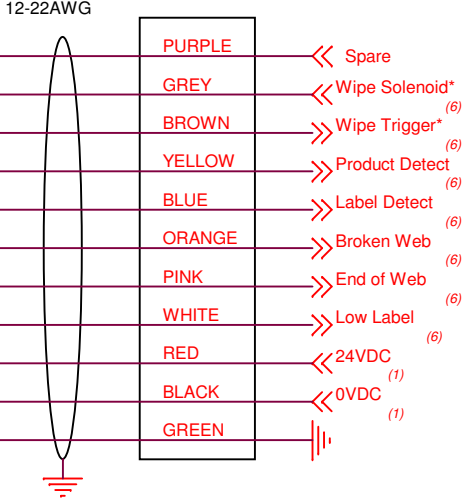 12-22AWG
PURPLE Spare
GREY Wipe Solenoid*
(6)
BROWN Wipe Trigger*
(6)
YELLOW Product Detect
(6)
BLUE Label Detect
(6)
ORANGE Broken Web
(6)
PINK End of Web
(6)
WHITE Low Label
(6)
RED 24VDC
(1)
BLACK 0VDC
(1)
GREEN